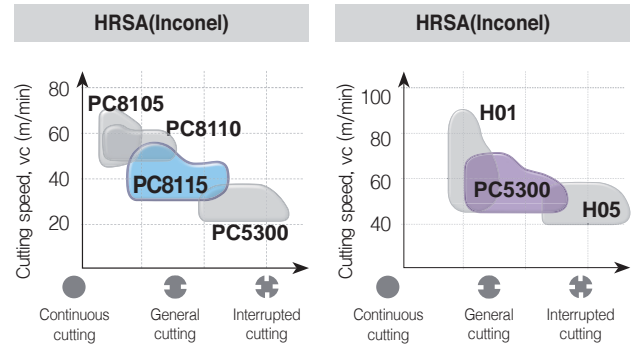 HRSA(Inconel)
Cutting speed, vc (m/min)
80
60
40
20
PC8105
PC8110
PC8115
PC5300
Continuous
cutting
General
cutting
Interrupted
cutting
HRSA(Inconel)
Cutting speed, vc (m/min)
100
80
60
40
H01
PC5300
H05
Continuous
cutting
General
cutting
Interrupted
cutting